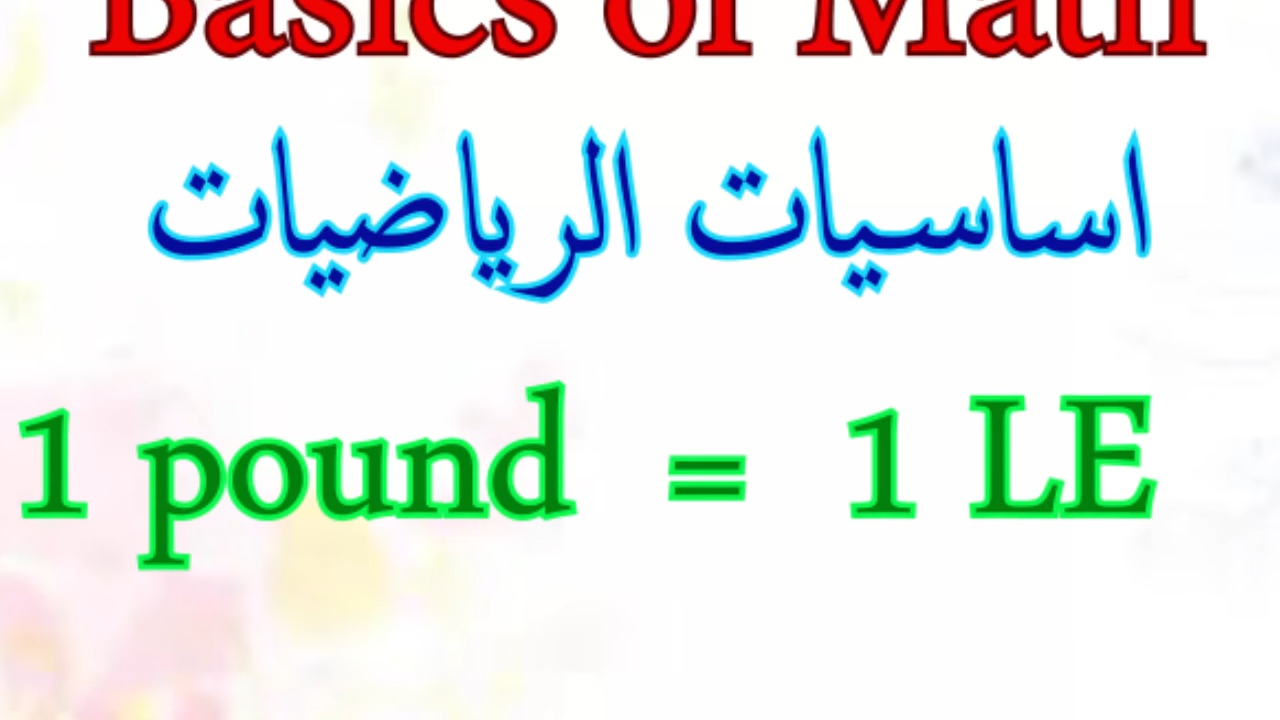 Basics of Math
اساسيات الرياضيات
1 pound = 1 LE